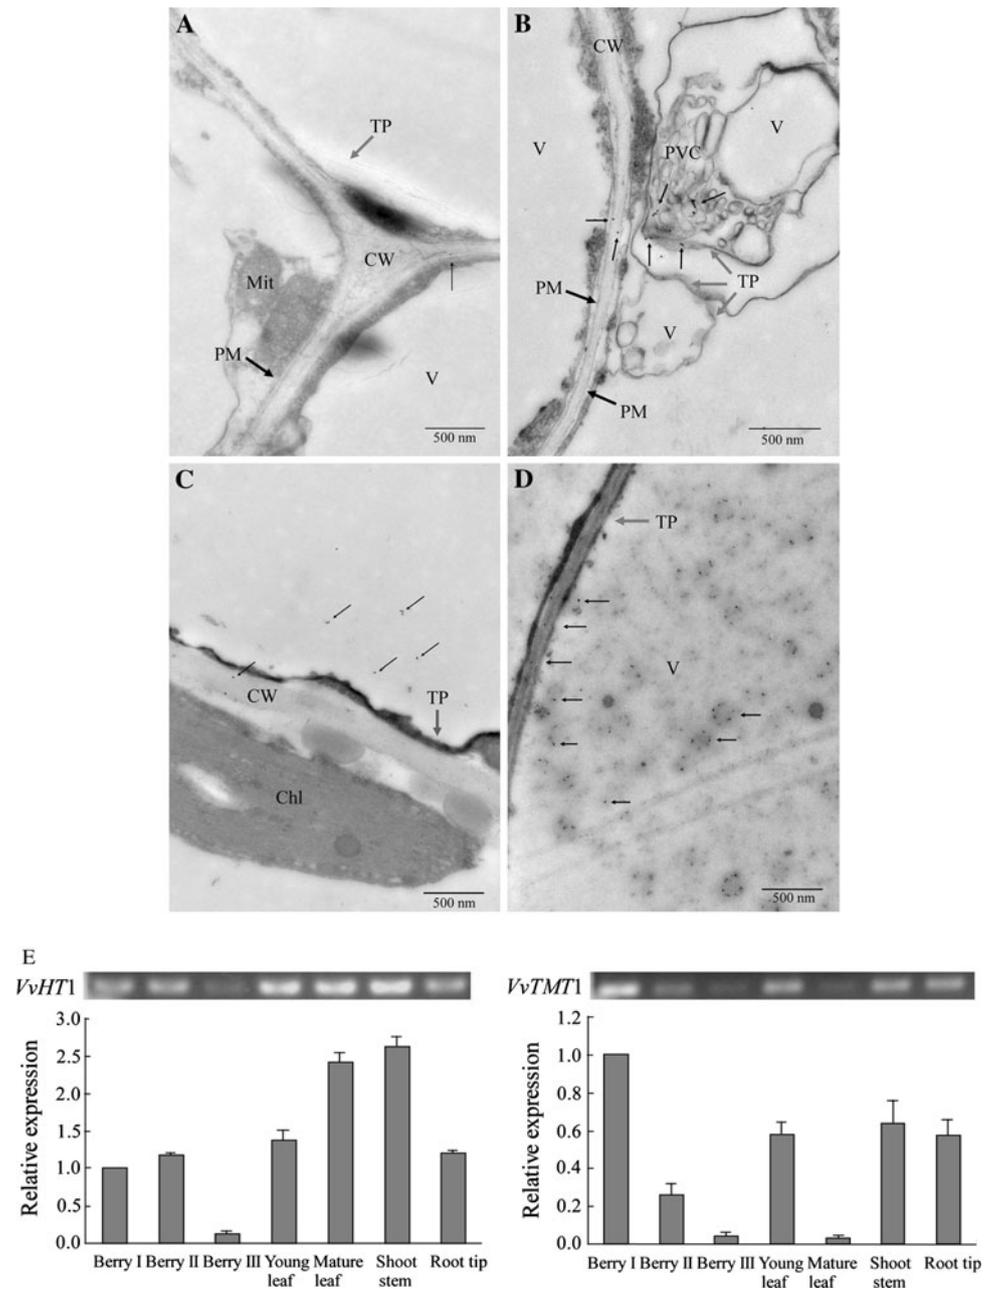 A
TP
CW
Mit
PM
V
500 nm
B
CW
V
V
PVC
TP
PM
V
PM
500 nm
C
CW
TP
Chl
500 nm
D
TP
V
500 nm
E
VvHT1
3.0
2.5
2.0
1.5
1.0
0.5
0.0
Relative expression
Berry I Berry II Berry III Young leaf Mature leaf Shoot stem Root tip
VvTMT1
1.2
1.0
0.8
0.6
0.4
0.2
0.0
Relative expression
Berry I Berry II Berry III Young leaf Mature leaf Shoot stem Root tip